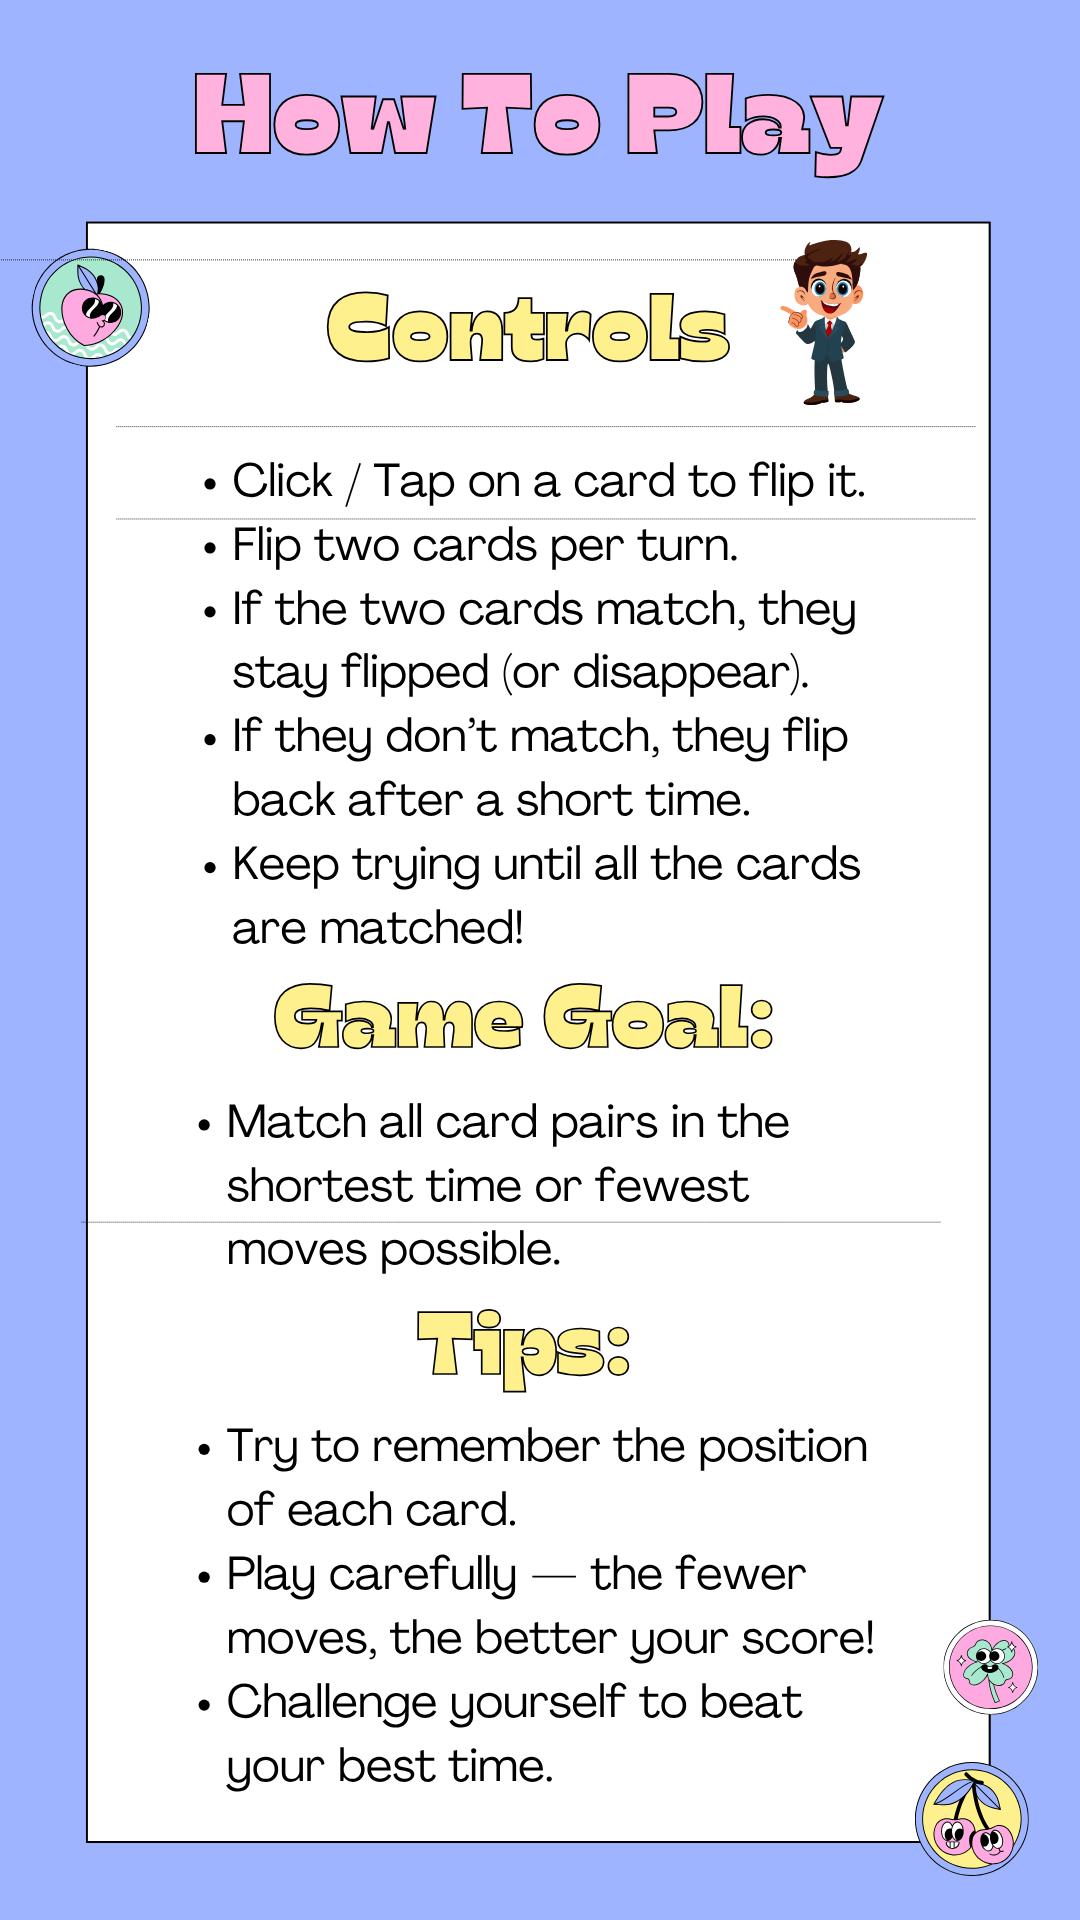 How To Play
Controls
• Click / Tap on a card to flip it.
• Flip two cards per turn.
• If the two cards match, they
stay flipped (or disappear).
• If they don’t match, they flip
back after a short time.
• Keep trying until all the cards
are matched!
Game Goal:
• Match all card pairs in the
shortest time or fewest
moves possible.
Tips:
• Try to remember the position
of each card.
• Play carefully — the fewer
moves, the better your score!
• Challenge yourself to beat
your best time.